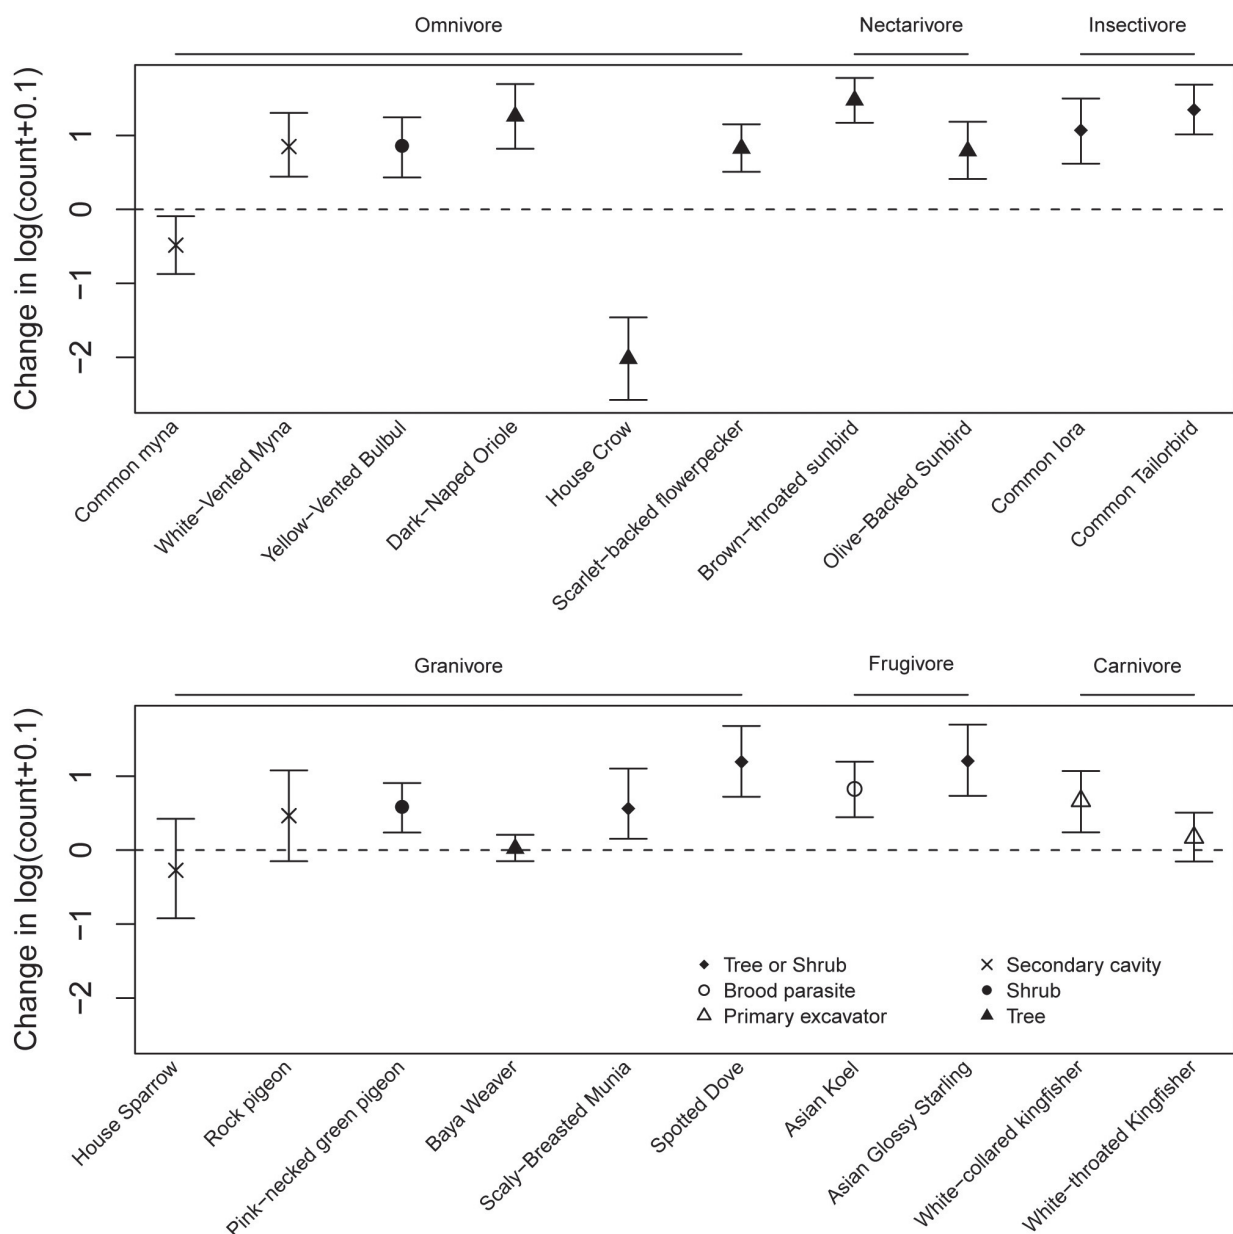 Omnivore Nectarivore Insectivore
Change in log(count+0.1)
1
0
−1
−2
Common myna
White−Vented Myna
Yellow−Vented Bulbul
Dark−Naped Oriole
House Crow
Scarlet−backed flowerpecker
Brown−throated sunbird
Olive−Backed Sunbird
Common Iora
Common Tailorbird
Granivore Frugivore Carnivore
Change in log(count+0.1)
1
0
−1
−2
Tree or Shrub Secondary cavity
Brood parasite Shrub
Primary excavator Tree
House Sparrow
Rock pigeon
Pink−necked green pigeon
Baya Weaver
Scaly−Breasted Munia
Spotted Dove
Asian Koel
Asian Glossy Starling
White−collared kingfisher
White−throated Kingfisher